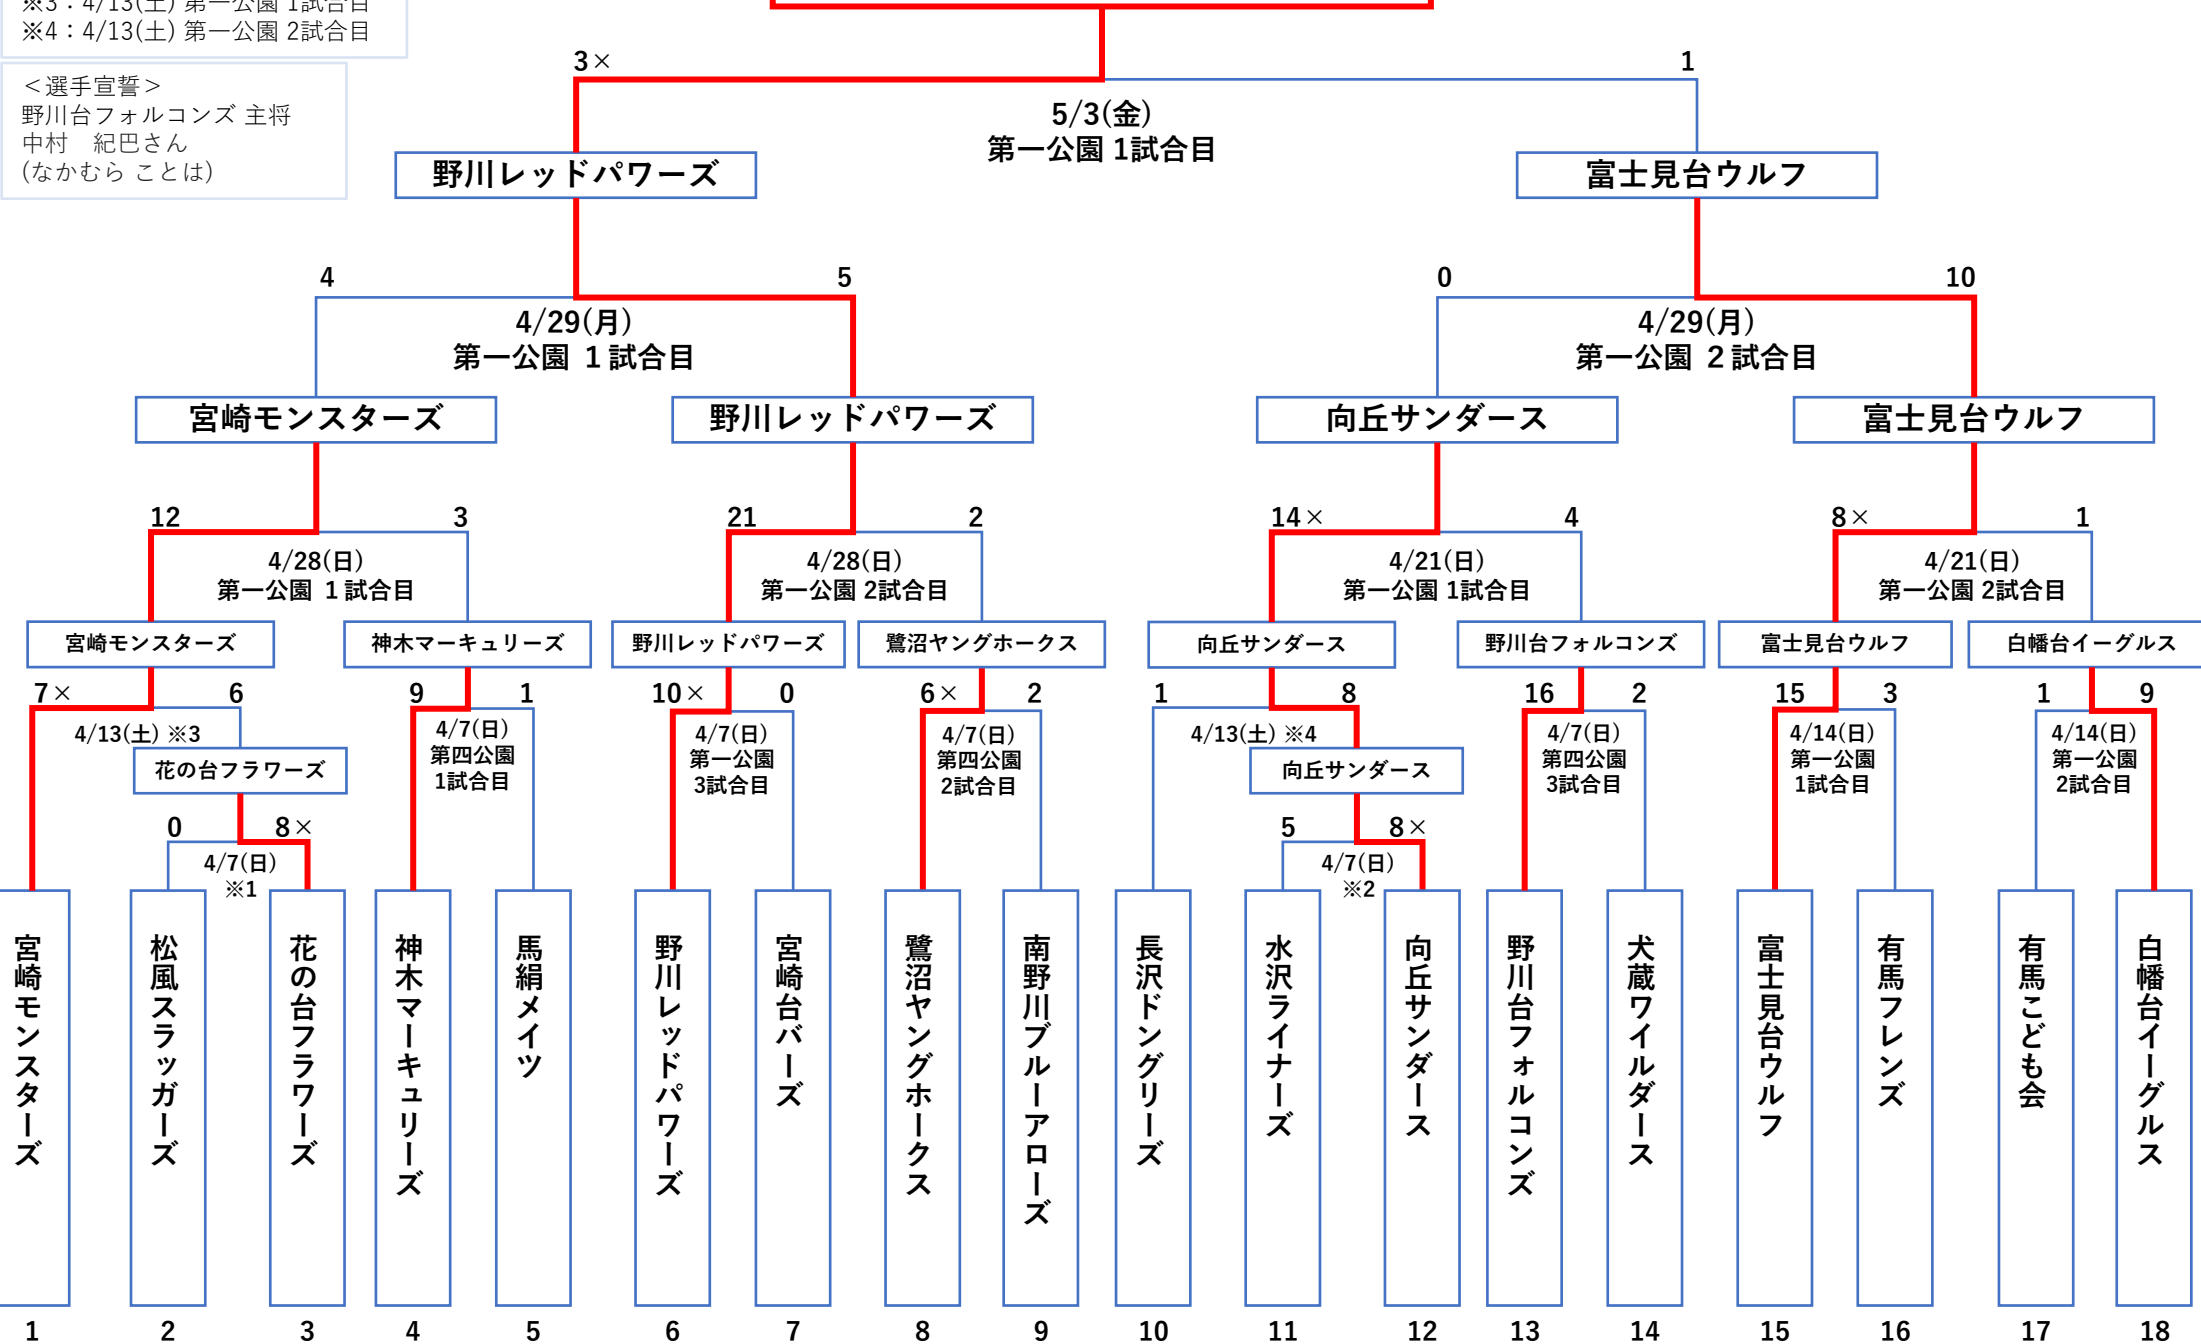 ※3：4/13(土) 第一公園 1試合目
※4：4/13(土) 第一公園 2試合目
＜選手宣誓＞
野川台フォルコンズ 主将
中村　紀巴さん
(なかむら ことは)
3× 1
5/3(金)
第一公園 1試合目
野川レッドパワーズ
富士見台ウルフ
4 5
4/29(月)
第一公園 １試合目
0 10
4/29(月)
第一公園 ２試合目
宮崎モンスターズ
野川レッドパワーズ
向丘サンダース
富士見台ウルフ
12 3
4/28(日)
第一公園 １試合目
21 2
4/28(日)
第一公園 2試合目
14× 4
4/21(日)
第一公園 1試合目
8× 1
4/21(日)
第一公園 2試合目
宮崎モンスターズ
神木マーキュリーズ
野川レッドパワーズ
鷺沼ヤングホークス
向丘サンダース
野川台フォルコンズ
富士見台ウルフ
白幡台イーグルス
7× 6
4/13(土) ※3
9 1
4/7(日)
第四公園
1試合目
10× 0
4/7(日)
第一公園
3試合目
6× 2
4/7(日)
第四公園
2試合目
1 8
4/13(土) ※4
16 2
4/7(日)
第四公園
3試合目
15 3
4/14(日)
第一公園
1試合目
1 9
4/14(日)
第一公園
2試合目
花の台フラワーズ
向丘サンダース
0 8×
4/7(日)
※1
5 8×
4/7(日)
※2
宮崎モンスターズ
松風スラッガーズ
花の台フラワーズ
神木マーキュリーズ
馬絹メイツ
野川レッドパワーズ
宮崎台バーズ
鷺沼ヤングホークス
南野川ブルーアローズ
長沢ドングリーズ
水沢ライナーズ
向丘サンダース
野川台フォルコンズ
犬蔵ワイルダース
富士見台ウルフ
有馬フレンズ
有馬こども会
白幡台イーグルス
1 2 3 4 5 6 7 8 9 10 11 12 13 14 15 16 17 18